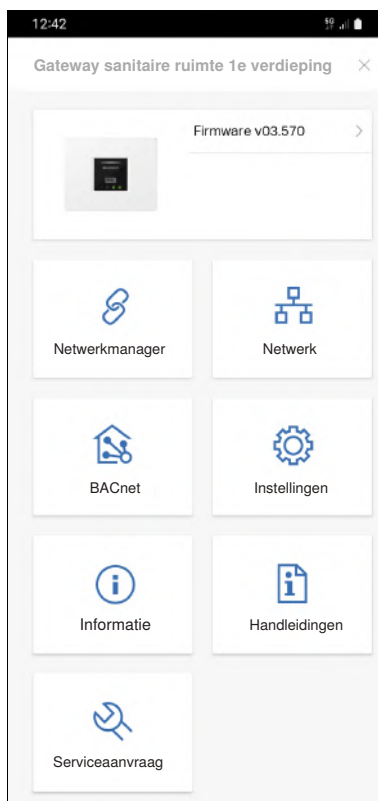 12:42
Gateway sanitaire ruimte 1e verdieping
Firmware v03.570
Netwerkmanager
Netwerk
BACnet
Instellingen
Informatie
Handleidingen
Serviceaanvraag